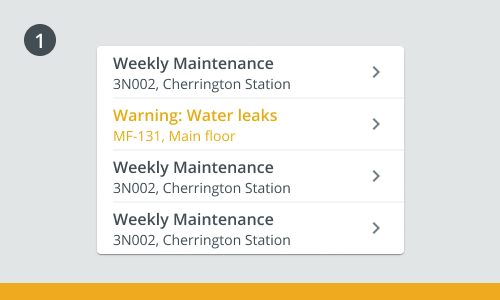 1
Weekly Maintenance
3N002, Cherrington Station
Warning: Water leaks
MF-131, Main floor
Weekly Maintenance
3N002, Cherrington Station
Weekly Maintenance
3N002, Cherrington Station